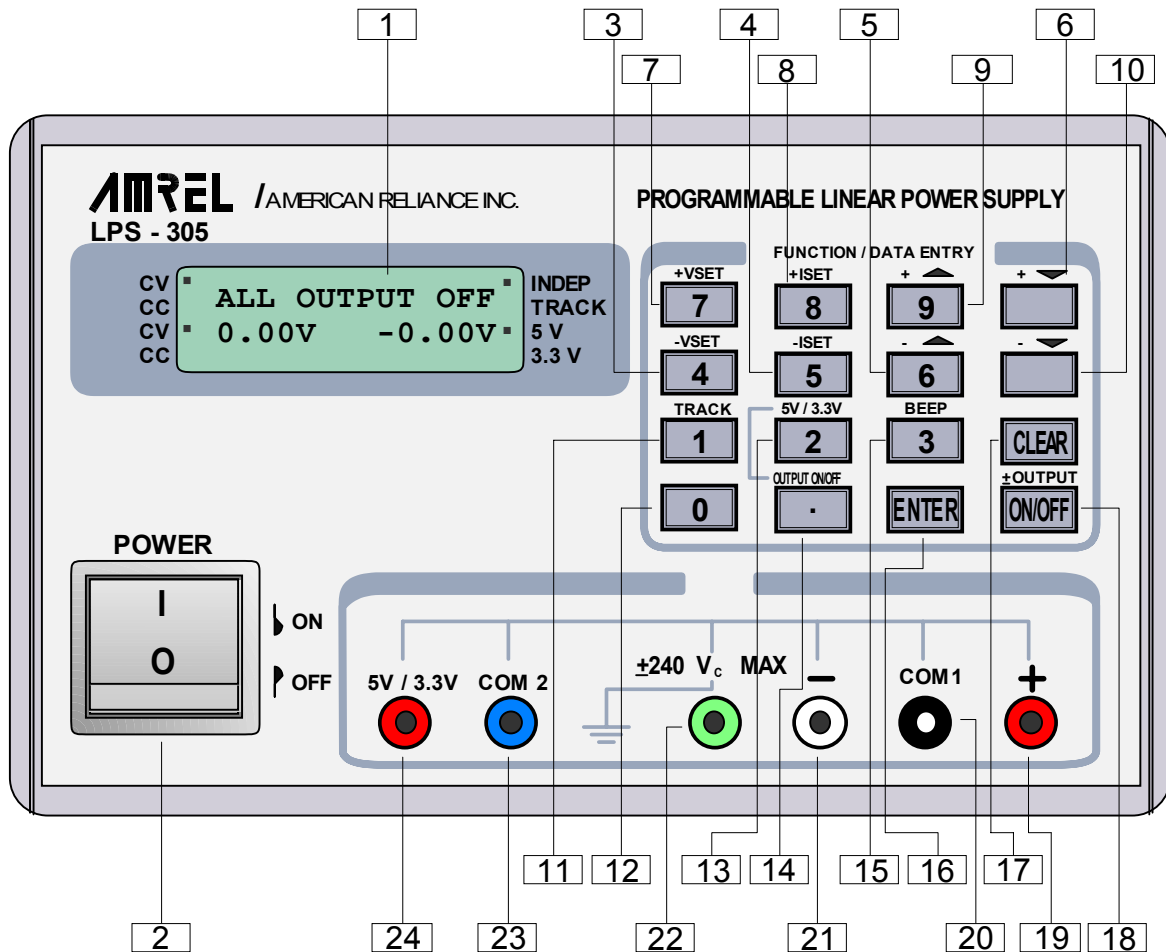 1
3
4
5
6
7
8
9
10
AMREL / AMERICAN RELIANCE INC.
LPS - 305
PROGRAMMABLE LINEAR POWER SUPPLY
CV
CC
CV
CC
ALL OUTPUT OFF
0.00V -0.00V
INDEP
TRACK
5 V
3.3 V
FUNCTION / DATA ENTRY
+VSET
+ISET
+
+
7
8
9
-VSET
-ISET
-
-
4
5
6
TRACK
5V / 3.3V
BEEP
1
2
3
CLEAR
OUTPUT ON/OFF
±OUTPUT
0
.
ENTER
ON/OFF
POWER
I
O
ON
OFF
5V / 3.3V
COM 2
±240 Vc MAX
−
COM 1
+
11
12
13
14
15
16
17
2
24
23
22
21
20
19
18